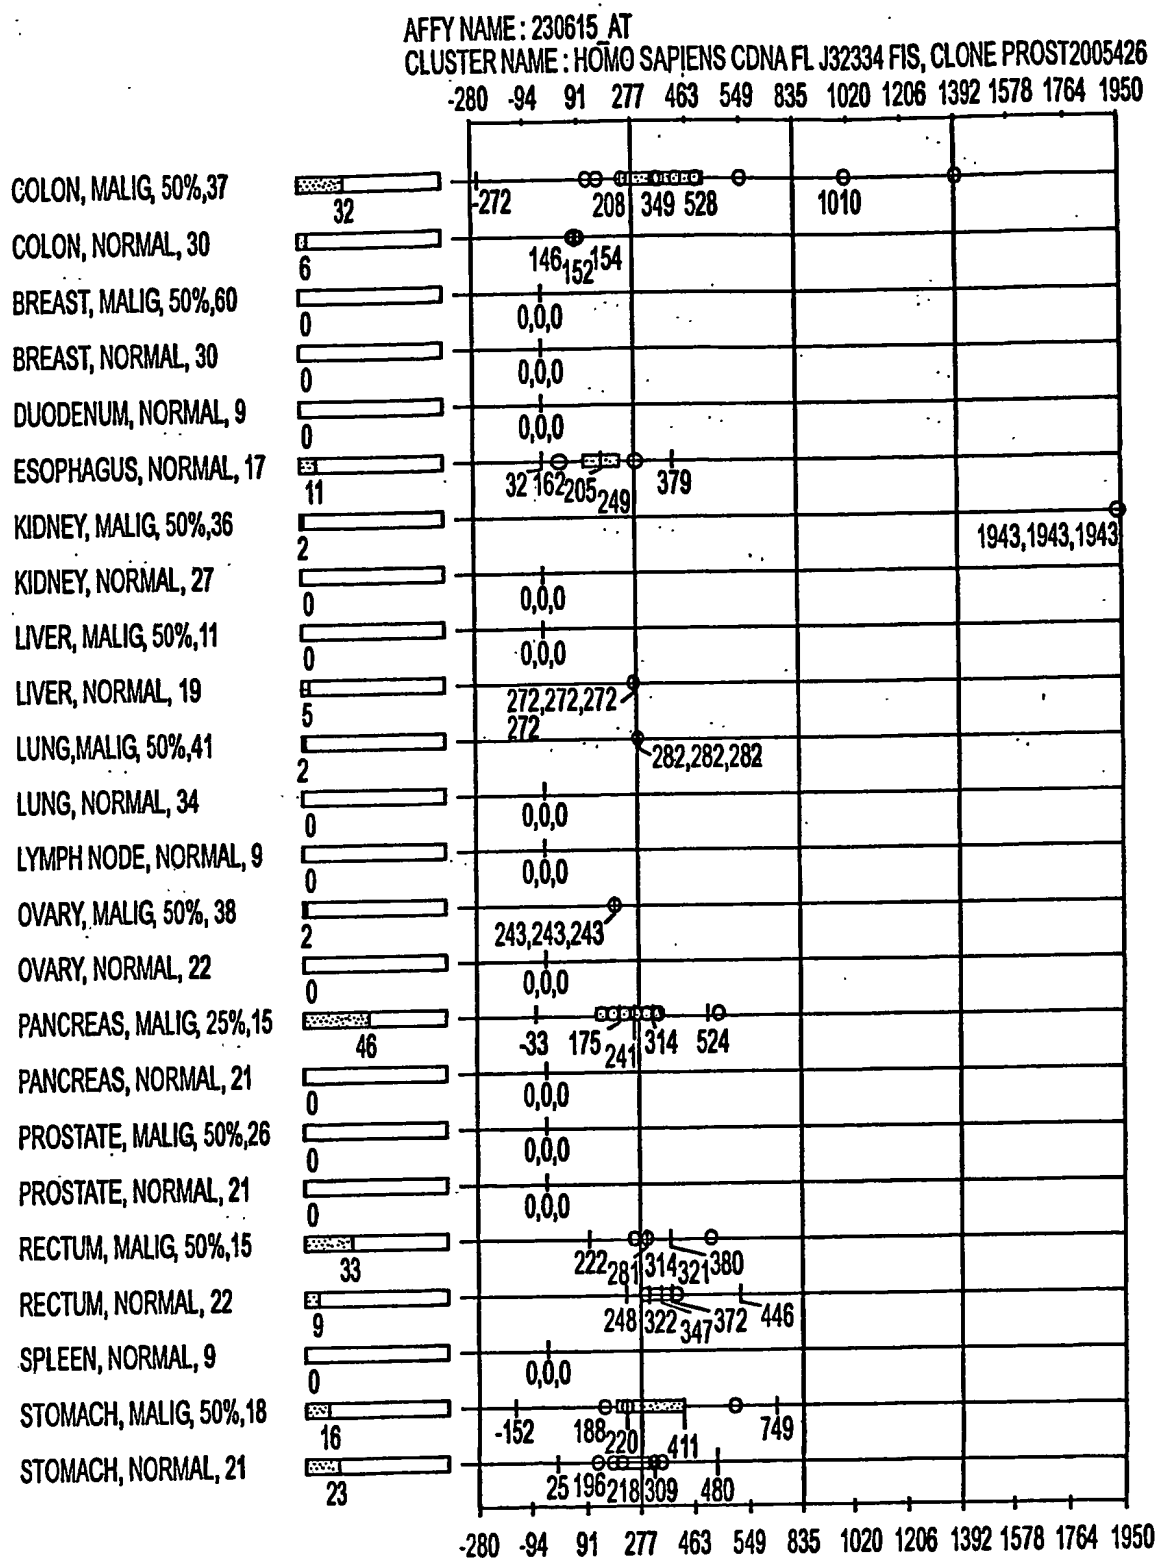 AFFY NAME : 230615_AT
CLUSTER NAME : HOMO SAPIENS CDNA FL J32334 FIS, CLONE PROST2005426
-280 -94 91 277 463 549 835 1020 1206 1392 1578 1764 1950
COLON, MALIG, 50%,37
32 -272 208 349 528 1010
COLON, NORMAL, 30
6 146 152 154
BREAST, MALIG, 50%,60
0 0,0,0
BREAST, NORMAL, 30
0 0,0,0
DUODENUM, NORMAL, 9
0 0,0,0
ESOPHAGUS, NORMAL, 17
11 32 162 205 249 379
KIDNEY, MALIG, 50%,36
2 1943,1943,1943
KIDNEY, NORMAL, 27
0 0,0,0
LIVER, MALIG, 50%,11
0 0,0,0
LIVER, NORMAL, 19
5 272,272,272
272
LUNG,MALIG, 50%,41
2 282,282,282
LUNG, NORMAL, 34
0 0,0,0
LYMPH NODE, NORMAL, 9
0 0,0,0
OVARY, MALIG, 50%, 38
2 243,243,243
OVARY, NORMAL, 22
0 0,0,0
PANCREAS, MALIG, 25%,15
46 -33 175 241 314 524
PANCREAS, NORMAL, 21
0 0,0,0
PROSTATE, MALIG, 50%,26
0 0,0,0
PROSTATE, NORMAL, 21
0 0,0,0
RECTUM, MALIG, 50%,15
33 222 281 314 321 380
RECTUM, NORMAL, 22
9 248 322 347 372 446
SPLEEN, NORMAL, 9
0 0,0,0
STOMACH, MALIG, 50%,18
16 -152 188 220 411 749
STOMACH, NORMAL, 21
23 25 196 218 309 480
-280 -94 91 277 463 549 835 1020 1206 1392 1578 1764 1950